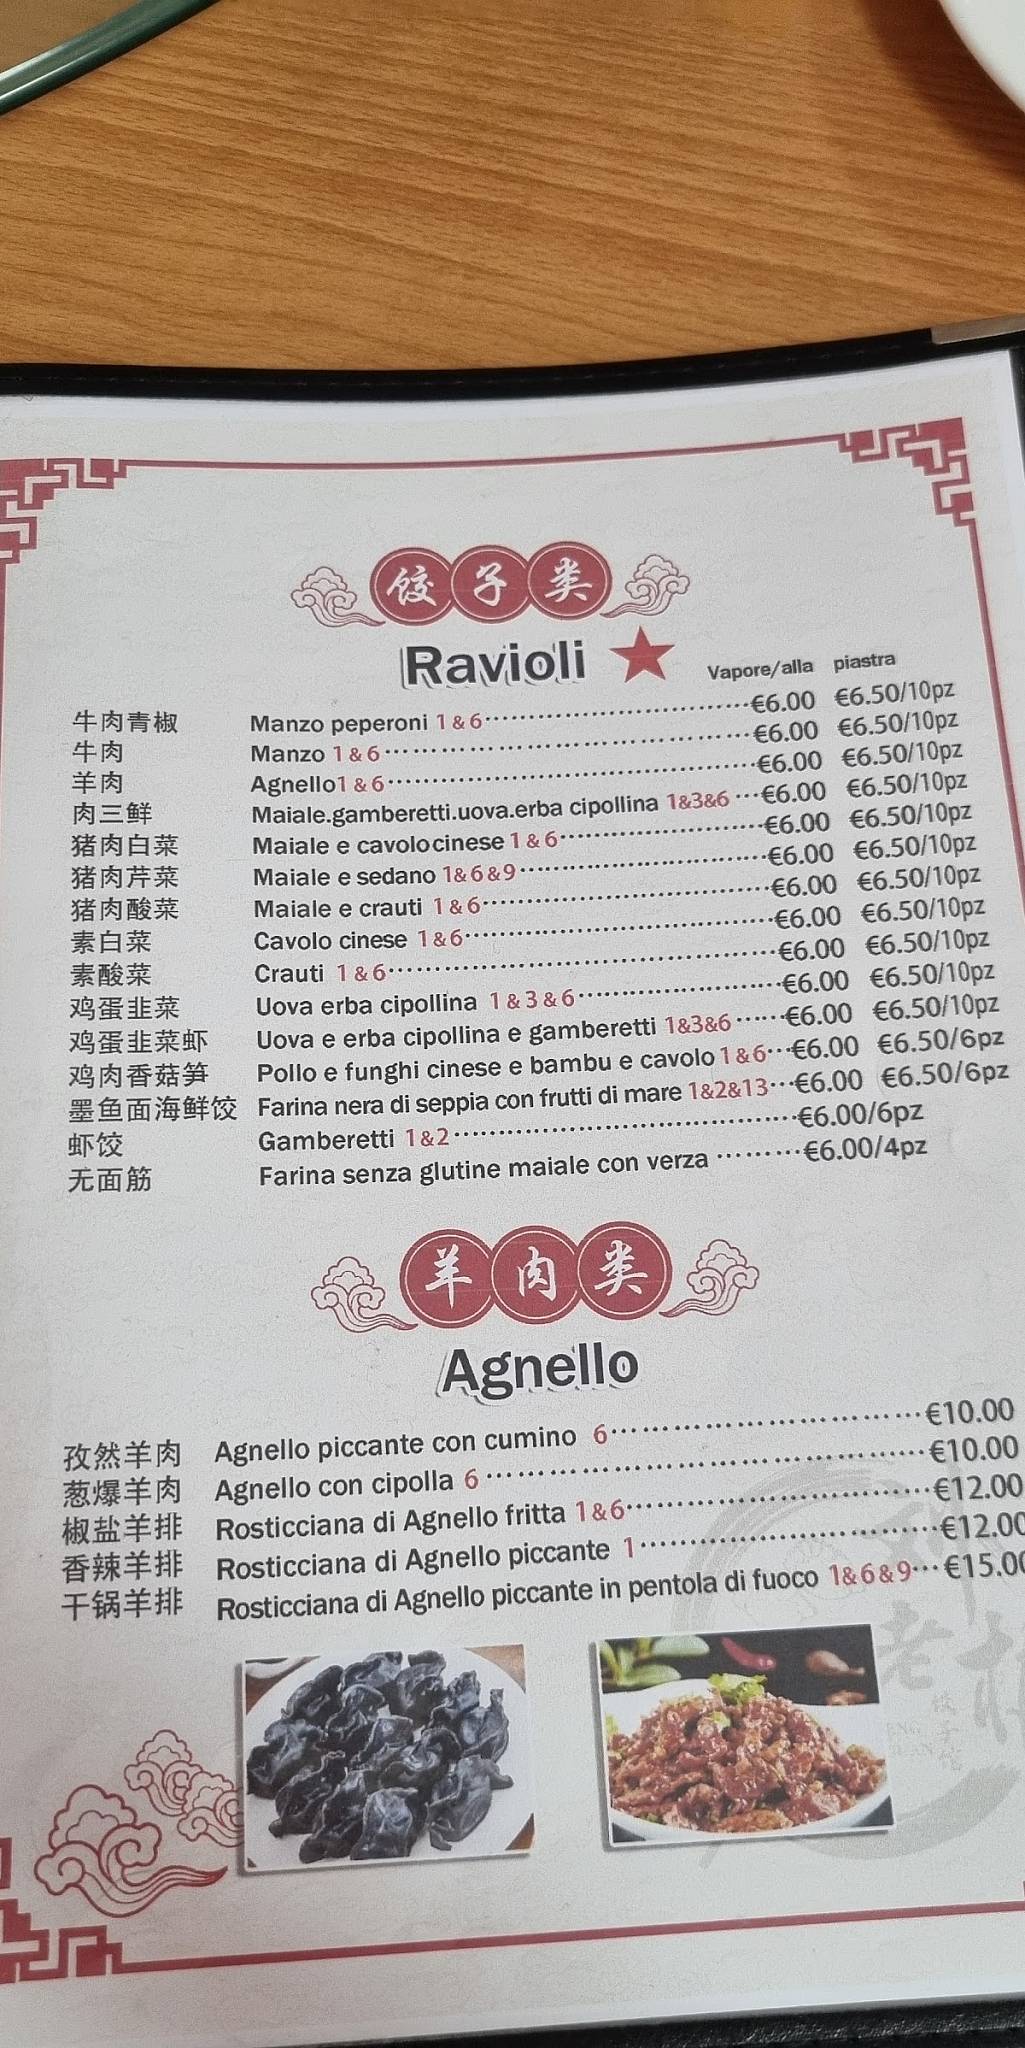 饺子类
Ravioli
Vapore/alla piastra
牛肉青椒 Manzo peperoni 1&6 €6.00 €6.50/10pz
牛肉 Manzo 1&6 €6.00 €6.50/10pz
羊肉 Agnello1&6 €6.00 €6.50/10pz
肉三鲜 Maiale.gamberetti.uova.erba cipollina 1&3&6 €6.00 €6.50/10pz
猪肉白菜 Maiale e cavolo cinese 1&6 €6.00 €6.50/10pz
猪肉芹菜 Maiale e sedano 1&6&9 €6.00 €6.50/10pz
猪肉酸菜 Maiale e crauti 1&6 €6.00 €6.50/10pz
素白菜 Cavolo cinese 1&6 €6.00 €6.50/10pz
素酸菜 Crauti 1&6 €6.00 €6.50/10pz
鸡蛋韭菜 Uova erba cipollina 1&3&6 €6.00 €6.50/10pz
鸡蛋韭菜虾 Uova e erba cipollina e gamberetti 1&3&6 €6.00 €6.50/10pz
鸡肉香菇笋 Pollo e funghi cinese e bambu e cavolo 1&6 €6.00 €6.50/6pz
墨鱼面海鲜饺 Farina nera di seppia con frutti di mare 1&2&13 €6.00 €6.50/6pz
虾饺 Gamberetti 1&2 €6.00/6pz
无面筋 Farina senza glutine maiale con verza €6.00/4pz
羊肉类
Agnello
孜然羊肉 Agnello piccante con cumino 6 €10.00
葱爆羊肉 Agnello con cipolla 6 €10.00
椒盐羊排 Rosticciana di Agnello fritta 1&6 €12.00
香辣羊排 Rosticciana di Agnello piccante 1 €12.00
干锅羊排 Rosticciana di Agnello piccante in pentola di fuoco 1&6&9 €15.00
老
饺子馆